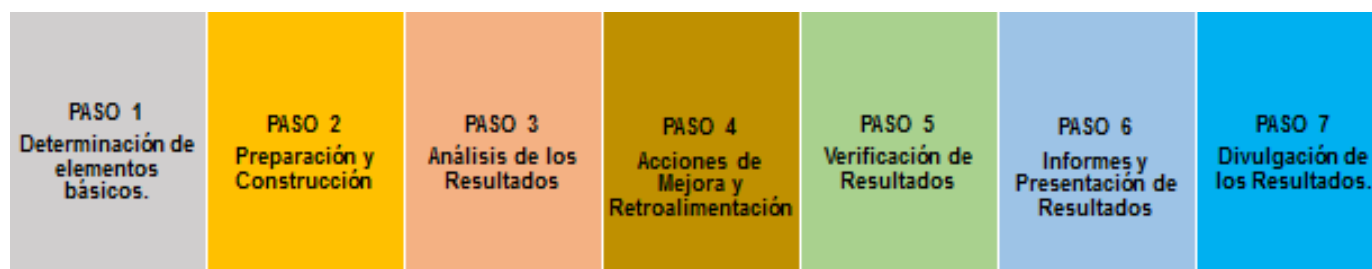 PASO 1
Determinación de
elementos
básicos.
PASO 2
Preparación y
Construcción
PASO 3
Análisis de los
Resultados
PASO 4
Acciones de
Mejora y
Retroalimentación
PASO 5
Verificación de
Resultados
PASO 6
Informes y
Presentación de
Resultados
PASO 7
Divulgación de
los Resultados.